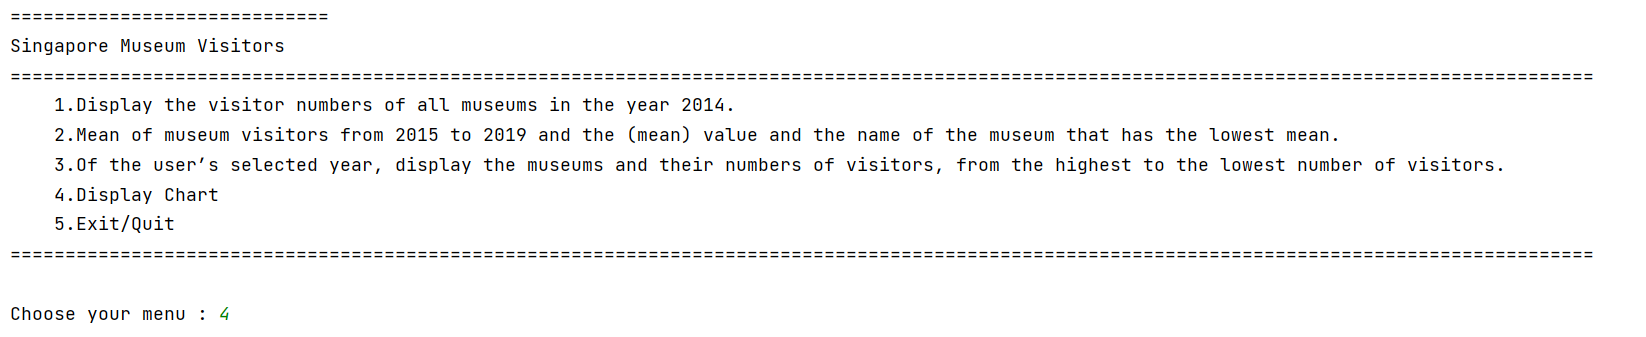 =============================
Singapore Museum Visitors
================================================================================================================================================
1.Display the visitor numbers of all museums in the year 2014.
2.Mean of museum visitors from 2015 to 2019 and the (mean) value and the name of the museum that has the lowest mean.
3.Of the user’s selected year, display the museums and their numbers of visitors, from the highest to the lowest number of visitors.
4.Display Chart
5.Exit/Quit
================================================================================================================================================
Choose your menu : 4